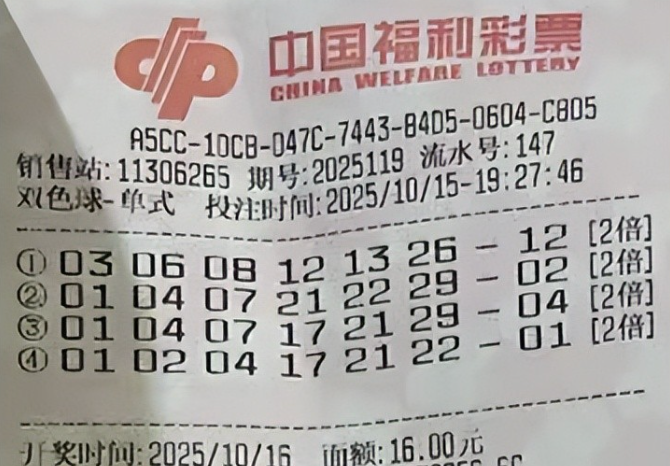 中国福利彩票
CHINA WELFARE LOTTERY
A5CC-10CB-047C-7443-84D5-0604-C805
销售站:11306265 期号:2025119 流水号:147
双色球-单式 投注时间:2025/10/15-19:27:46
① 03 06 08 12 13 26 - 12 [2倍]
② 01 04 07 21 22 29 - 02 [2倍]
③ 01 04 07 17 21 29 - 04 [2倍]
④ 01 02 04 17 21 22 - 01 [2倍]
开奖时间:2025/10/16 面额:16.00元